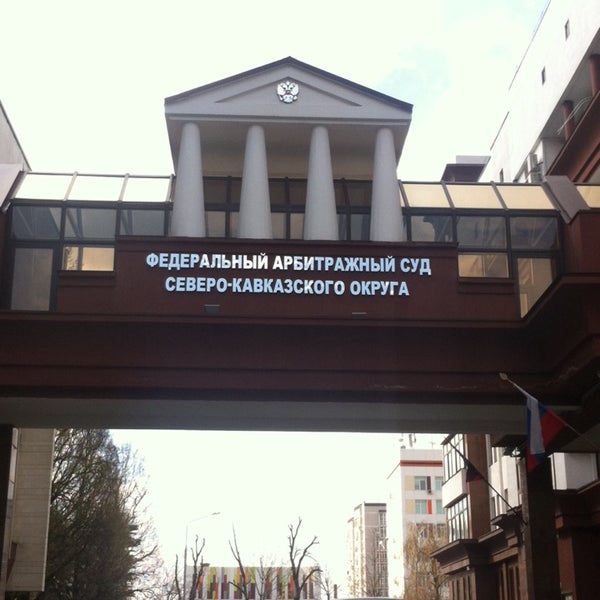 ФЕДЕРАЛЬНЫЙ АРБИТРАЖНЫЙ СУД
СЕВЕРО-КАВКАЗСКОГО ОКРУГА